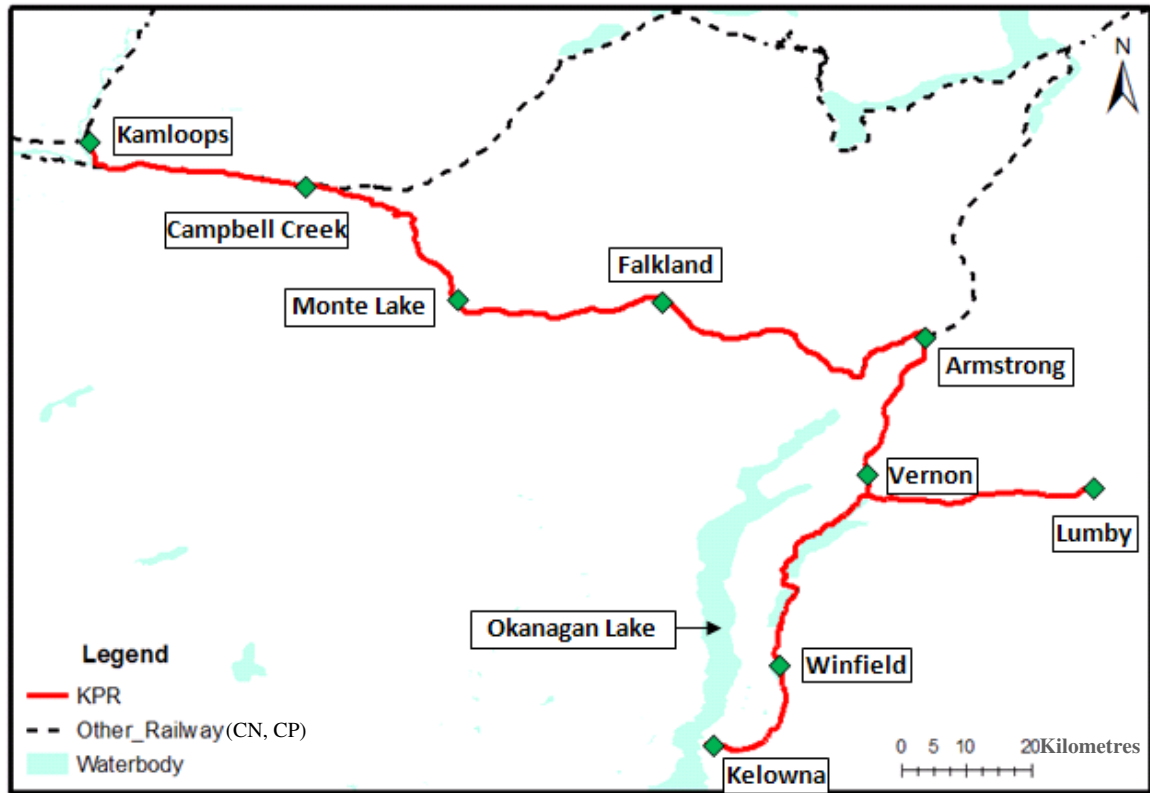 N
Kamloops
Campbell Creek
Falkland
Monte Lake
Armstrong
Vernon
Lumby
Okanagan Lake
Winfield
Kelowna
Legend
KPR
Other_Railway(CN, CP)
Waterbody
0 5 10 20Kilometres